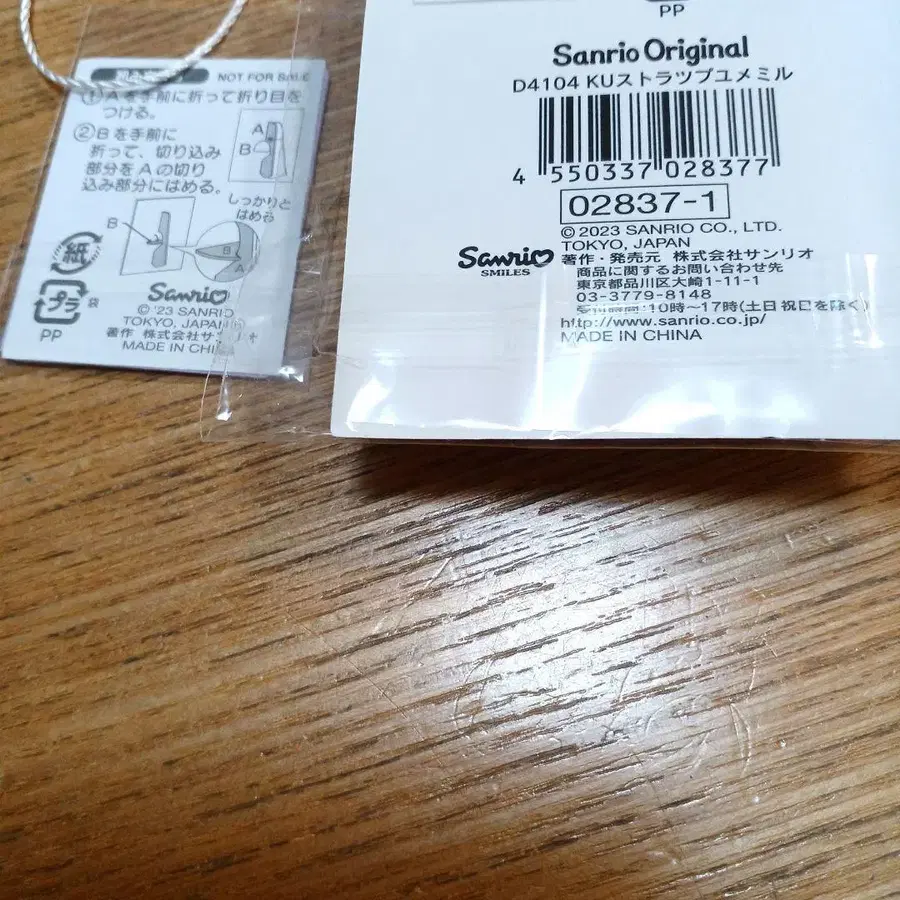 NOT FOR SALE
①Aを手前に折って折り目を
つける。
②Bを手前に
折って、切り込み
部分をAの切り
込み部分にはめる。
A
B
しっかりと
はめる
B
B
A
紙
プラ
袋
PP
Sanrio
© '23 SANRIO
TOKYO, JAPAN
著作 株式会社サンリオ
MADE IN CHINA
PP
Sanrio Original
D4104 KUストラップユメミル
4 550337 028377
02837-1
© 2023 SANRIO CO., LTD.
TOKYO, JAPAN
Sanrio
SMILES
著作・発売元 株式会社サンリオ
商品に関するお問い合わせ先
東京都品川区大崎1-11-1
03-3779-8148
受付時間:10時〜17時(土日祝日を除く)
http://www.sanrio.co.jp/
MADE IN CHINA